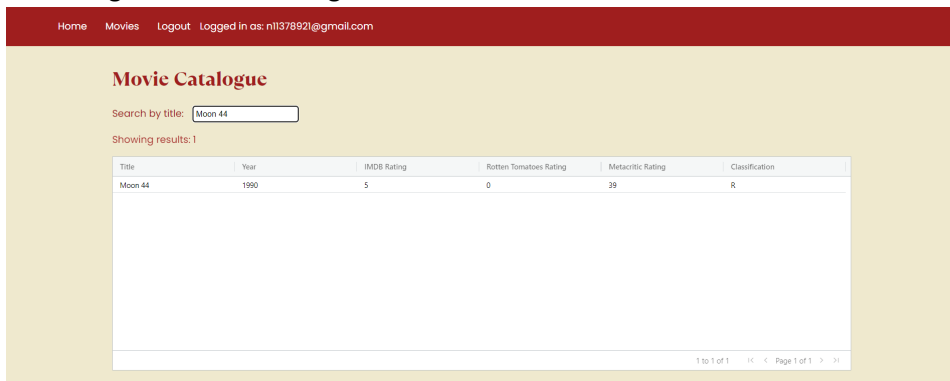 Home Movies Logout Logged in as: n11378921@gmail.com
Movie Catalogue
Search by title: Moon 44
Showing results: 1
Title Year IMDB Rating Rotten Tomatoes Rating Metacritic Rating Classification
Moon 44 1990 5 0 39 R
1 to 1 of 1 Page 1 of 1